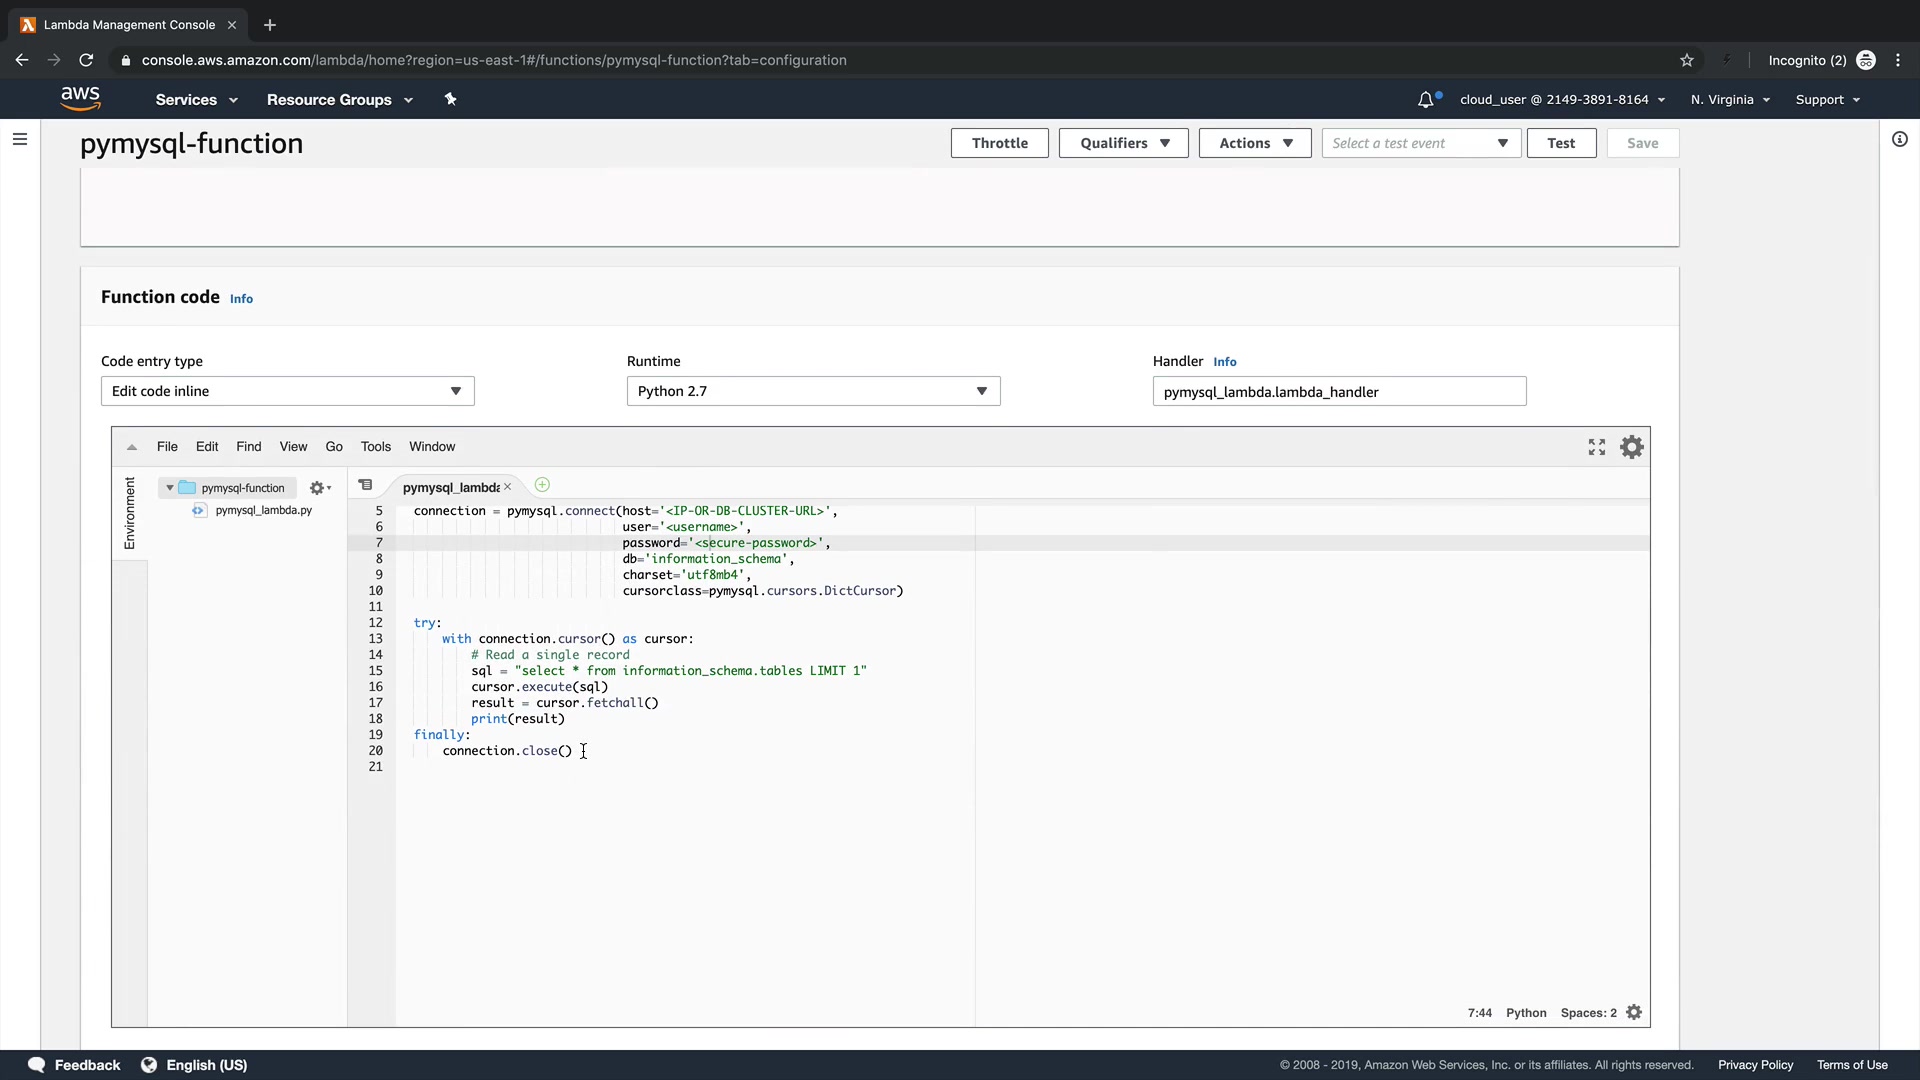 Lambda Management Console
console.aws.amazon.com/lambda/home?region=us-east-1#/functions/pymysql-function?tab=configuration
Incognito (2)
aws
Services
Resource Groups
cloud_user @ 2149-3891-8164
N. Virginia
Support
pymysql-function
Throttle
Qualifiers
Actions
Select a test event
Test
Save
Function code Info
Code entry type
Runtime
Handler Info
Edit code inline
Python 2.7
pymysql_lambda.lambda_handler
File Edit Find View Go Tools Window
Environment
pymysql-function
pymysql_lambda.py
pymysql_lambda
5 connection = pymysql.connect(host='<IP-OR-DB-CLUSTER-URL>',
6 user='<username>',
7 password='<secure-password>',
8 db='information_schema',
9 charset='utf8mb4',
10 cursorclass=pymysql.cursors.DictCursor)
11
12 try:
13 with connection.cursor() as cursor:
14 # Read a single record
15 sql = "select * from information_schema.tables LIMIT 1"
16 cursor.execute(sql)
17 result = cursor.fetchall()
18 print(result)
19 finally:
20 connection.close()
21
7:44 Python Spaces: 2
Feedback
English (US)
© 2008 - 2019, Amazon Web Services, Inc. or its affiliates. All rights reserved.
Privacy Policy
Terms of Use